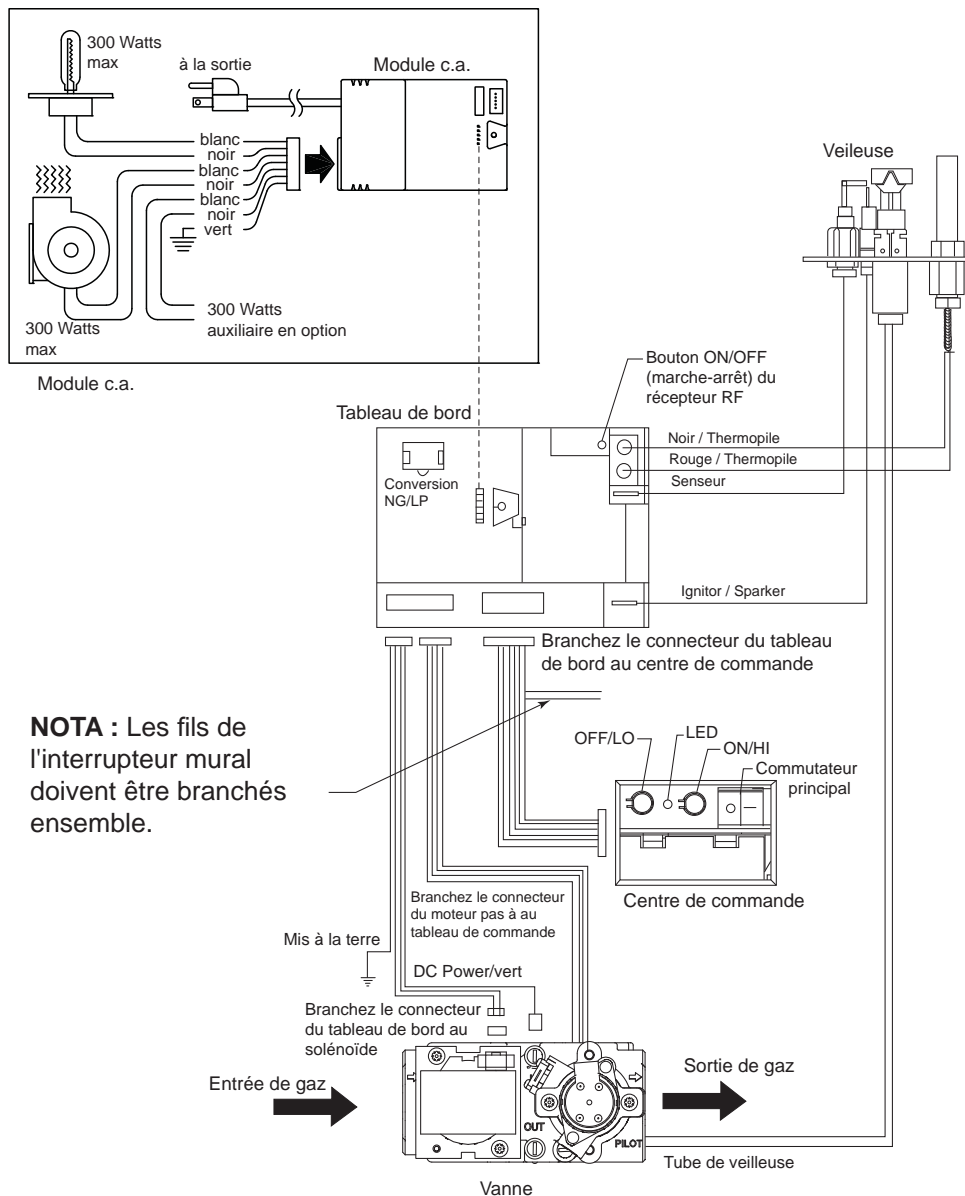 300 Watts
max
à la sortie
Module c.a.
blanc
noir
blanc
noir
blanc
noir
vert
300 Watts
max
300 Watts
auxiliaire en option
Module c.a.
Veileuse
Bouton ON/OFF
(marche-arrêt) du
récepteur RF
Tableau de bord
Conversion
NG/LP
Noir / Thermopile
Rouge / Thermopile
Senseur
Ignitor / Sparker
Branchez le connecteur du tableau
de bord au centre de commande
NOTA : Les fils de
l'interrupteur mural
doivent être branchés
ensemble.
OFF/LO
LED
ON/HI
Commutateur
principal
Centre de commande
Branchez le connecteur
du moteur pas à au
tableau de commande
Mis à la terre
DC Power/vert
Branchez le connecteur
du tableau de bord au
solénoïde
Entrée de gaz
Sortie de gaz
OUT
PILOT
Tube de veilleuse
Vanne